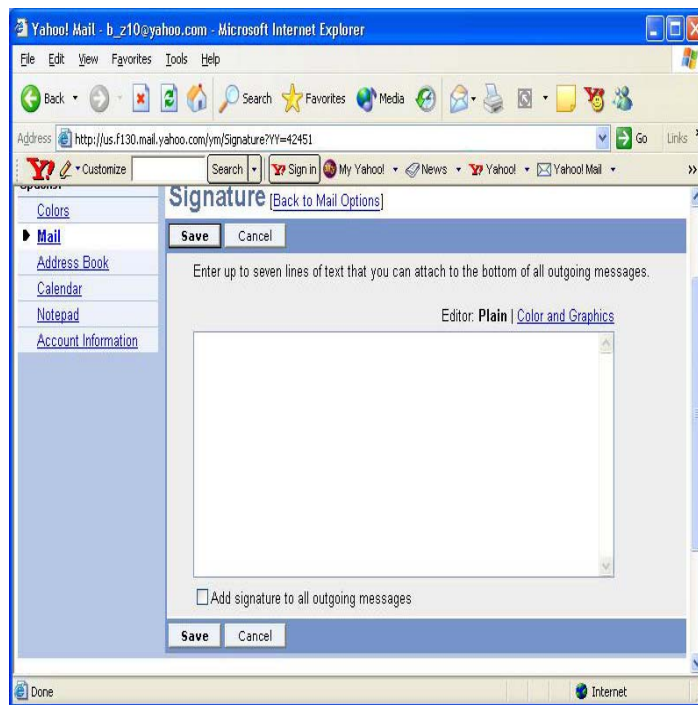 Yahoo! Mail - b_z10@yahoo.com - Microsoft Internet Explorer
File Edit View Favorites Tools Help
Back Search Favorites Media
Address http://us.f130.mail.yahoo.com/ym/Signature?YY=42451 Go Links
Y! Customize Search Sign in My Yahoo! News Yahoo! Yahoo! Mail
Signature [Back to Mail Options]
Colors
Mail
Address Book
Calendar
Notepad
Account Information
Save Cancel
Enter up to seven lines of text that you can attach to the bottom of all outgoing messages.
Editor: Plain | Color and Graphics
Add signature to all outgoing messages
Save Cancel
Done Internet